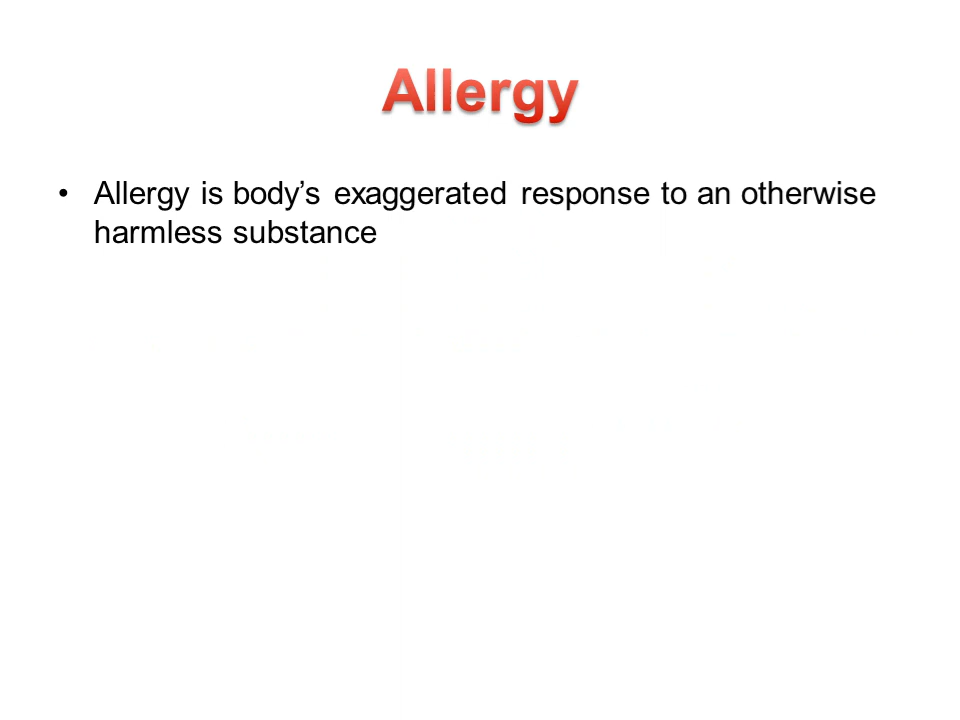 Allergy
• Allergy is body’s exaggerated response to an otherwise
harmless substance